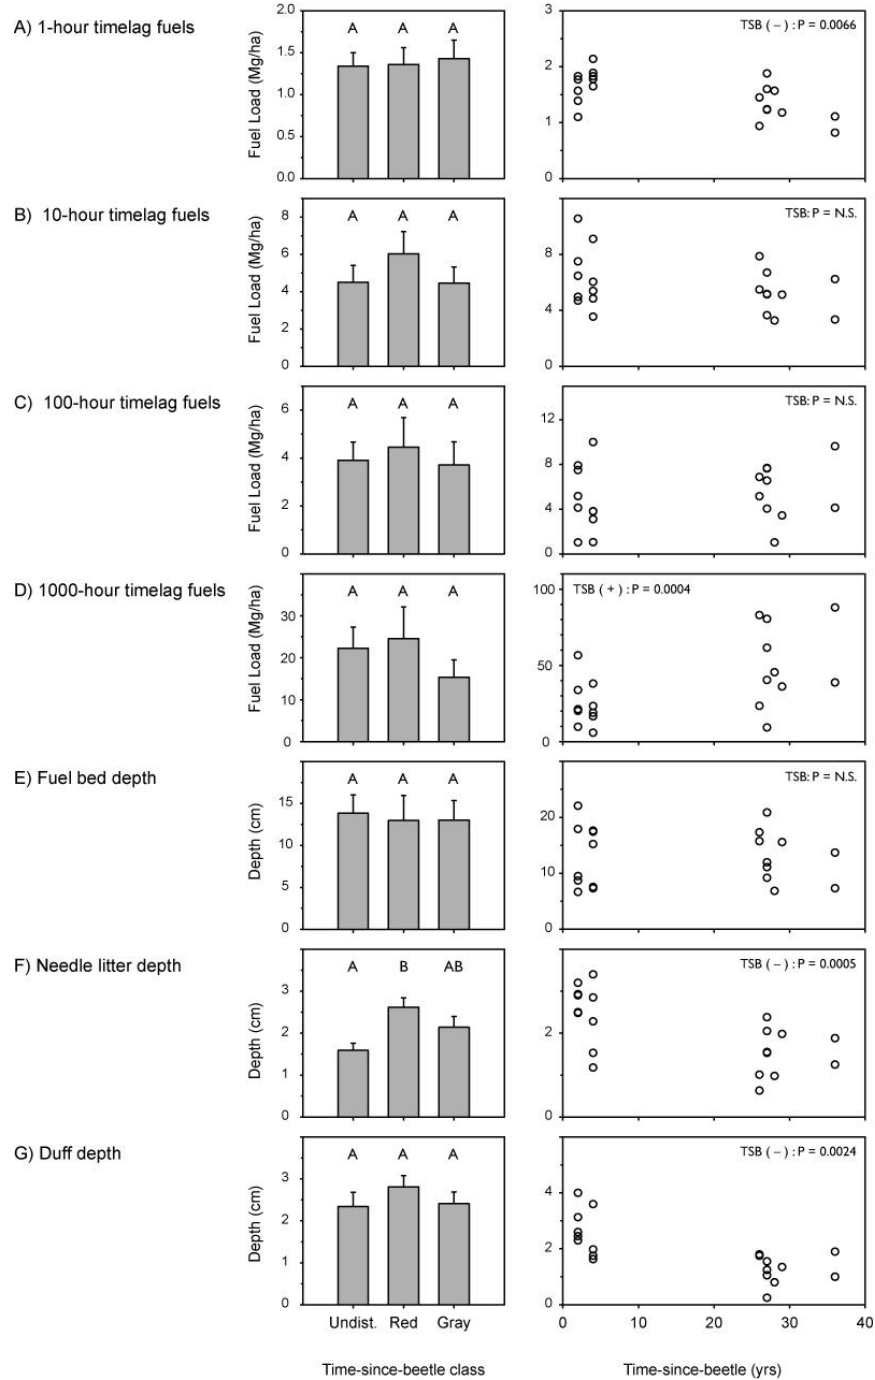 A) 1-hour timelag fuels
Fuel Load (Mg/ha)
2.0
1.5
1.0
0.5
0.0
A A A
3
2
1
0
TSB ( – ) : P = 0.0066
B) 10-hour timelag fuels
Fuel Load (Mg/ha)
8
6
4
2
0
A A A
8
4
0
TSB: P = N.S.
C) 100-hour timelag fuels
Fuel Load (Mg/ha)
6
4
2
0
A A A
12
8
4
0
TSB: P = N.S.
D) 1000-hour timelag fuels
Fuel Load (Mg/ha)
30
20
10
0
A A A
100
50
0
TSB ( + ) : P = 0.0004
E) Fuel bed depth
Depth (cm)
15
10
5
0
A A A
20
10
0
TSB: P = N.S.
F) Needle litter depth
Depth (cm)
3
2
1
0
A B AB
2
0
TSB ( – ) : P = 0.0005
G) Duff depth
Depth (cm)
3
2
1
0
A A A
4
2
0
TSB ( – ) : P = 0.0024
Undist. Red Gray
0 10 20 30 40
Time-since-beetle class
Time-since-beetle (yrs)